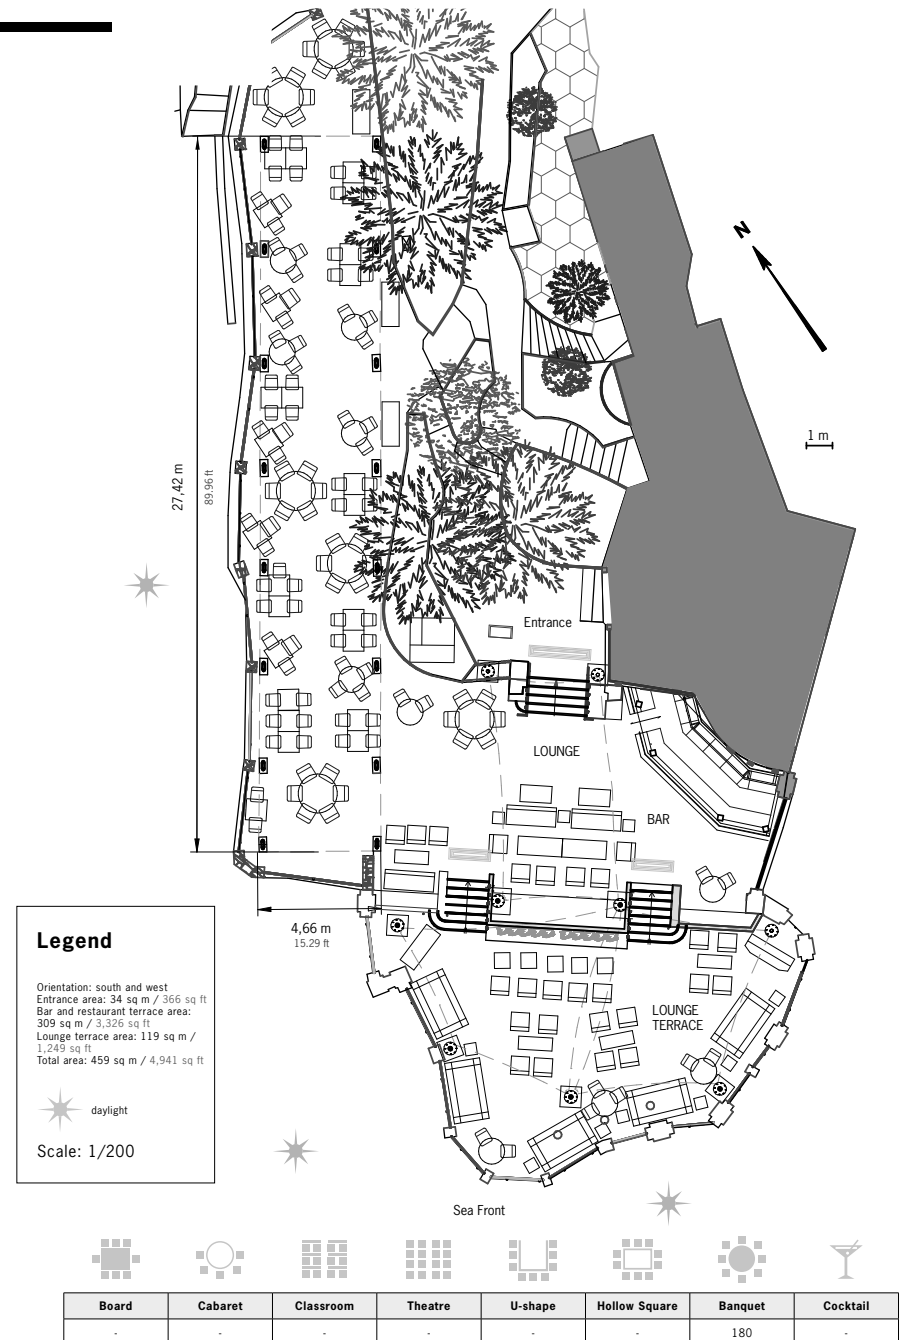 N
1 m
27,42 m
89.96 ft
Entrance
LOUNGE
BAR
4,66 m
15.29 ft
LOUNGE
TERRACE
Legend
Orientation: south and west
Entrance area: 34 sq m / 366 sq ft
Bar and restaurant terrace area:
309 sq m / 3,326 sq ft
Lounge terrace area: 119 sq m /
1,249 sq ft
Total area: 459 sq m / 4,941 sq ft
daylight
Scale: 1/200
Sea Front
Board Cabaret Classroom Theatre U-shape Hollow Square Banquet Cocktail
- - - - - - 180 -